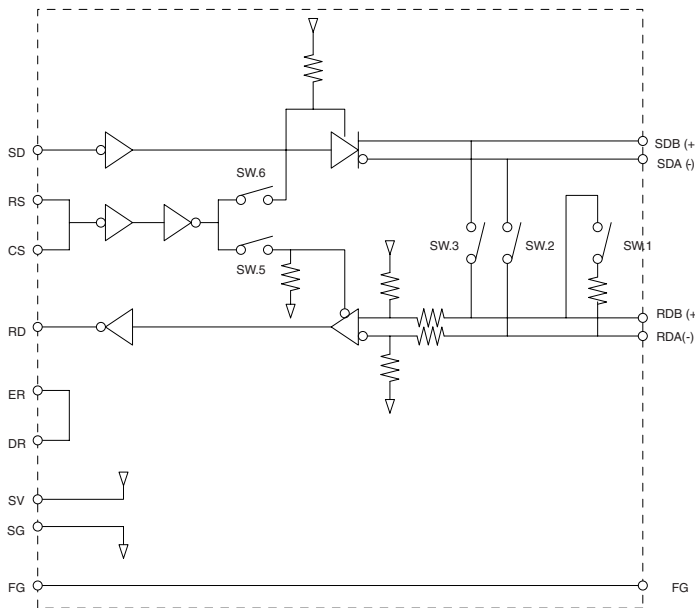 SD
SDB (+
SDA (-)
SW.6
RS
SW.3
SW.2
SW.1
CS
SW.5
RDB (+
RD
RDA(-)
ER
DR
SV
SG
FG
FG